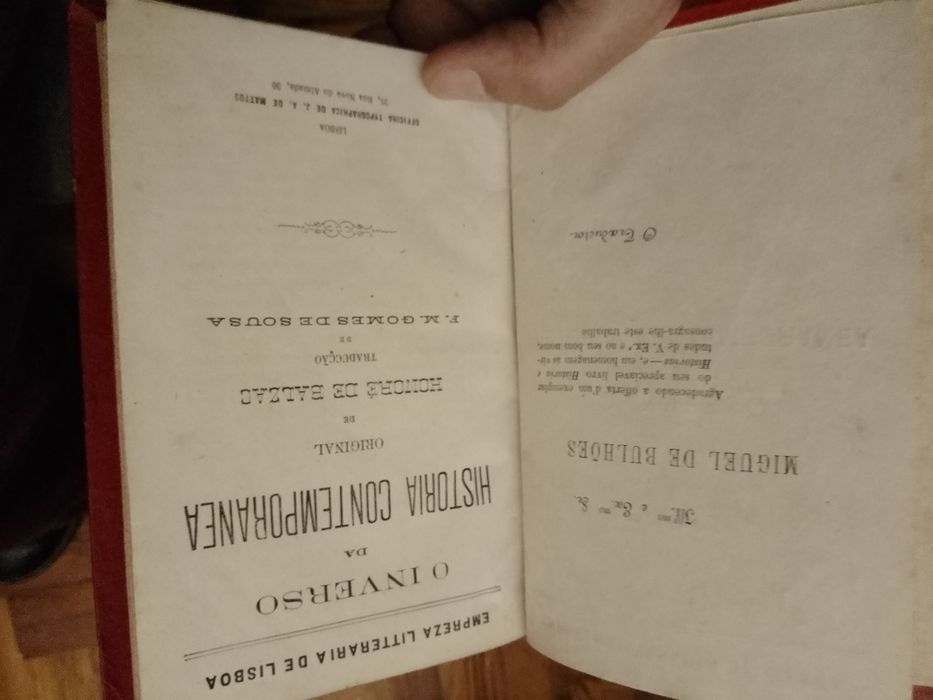 Ill.mo e Ex.mo Sr.
MIGUEL DE BULHÕES
Agradecendo a offerta d'um exemplar
do seu apreciavel livro Historia e
Historias — e, em homenagem ás vir-
tudes de V. Ex.ª e ao seu bom nome,
consagra-lhe este trabalho
O Traductor.
EMPREZA LITTERARIA DE LISBOA
O INVERSO
DA
HISTORIA CONTEMPORANEA
ORIGINAL
DE
HONORÉ DE BALZAC
TRADUCÇÃO
DE
F. M. GOMES DE SOUSA
LISBOA
OFFICINA TYPOGRAPHICA DE J. A. DE MATTOS
36, Rua Nova do Almada, 36